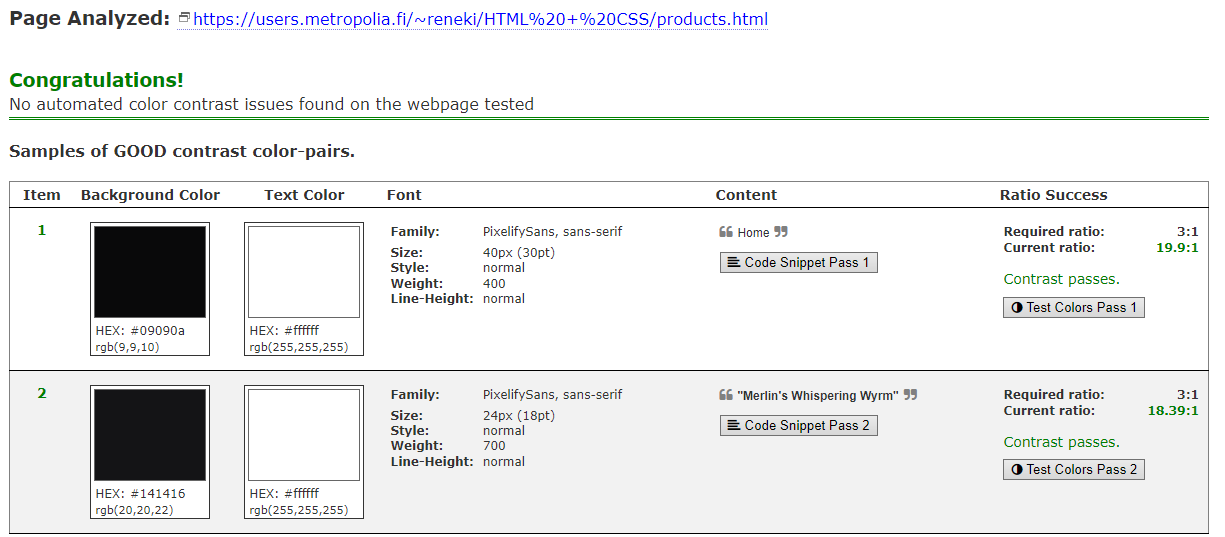 Page Analyzed: https://users.metropolia.fi/~reneki/HTML%20+%20CSS/products.html
Congratulations!
No automated color contrast issues found on the webpage tested
Samples of GOOD contrast color-pairs.
Item Background Color Text Color Font Content Ratio Success
1
HEX: #09090a
rgb(9,9,10)
HEX: #ffffff
rgb(255,255,255)
Family: PixelifySans, sans-serif
Size: 40px (30pt)
Style: normal
Weight: 400
Line-Height: normal
❝ Home ❞
Code Snippet Pass 1
Required ratio: 3:1
Current ratio: 19.9:1
Contrast passes.
Test Colors Pass 1
2
HEX: #141416
rgb(20,20,22)
HEX: #ffffff
rgb(255,255,255)
Family: PixelifySans, sans-serif
Size: 24px (18pt)
Style: normal
Weight: 700
Line-Height: normal
❝ "Merlin's Whispering Wyrm" ❞
Code Snippet Pass 2
Required ratio: 3:1
Current ratio: 18.39:1
Contrast passes.
Test Colors Pass 2